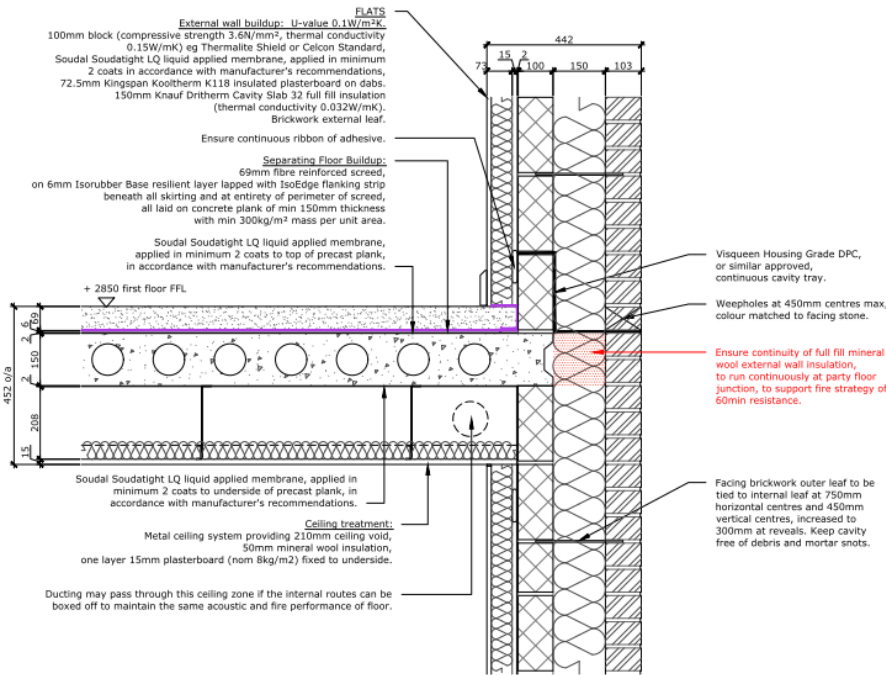 FLATS
External wall buildup:  U-value 0.1W/m²K.
100mm block (compressive strength 3.6N/mm², thermal conductivity
0.15W/mK) eg Thermalite Shield or Celcon Standard,
Soudal Soudatight LQ liquid applied membrane, applied in minimum
2 coats in accordance with manufacturer's recommendations,
72.5mm Kingspan Kooltherm K118 insulated plasterboard on dabs.
150mm Knauf Dritherm Cavity Slab 32 full fill insulation
(thermal conductivity 0.032W/mK).
Brickwork external leaf.
442
15
2
73
100
150
103
Ensure continuous ribbon of adhesive.
Separating Floor Buildup:
69mm fibre reinforced screed,
on 6mm Isorubber Base resilient layer lapped with IsoEdge flanking strip
beneath all skirting and at entirety of perimeter of screed,
all laid on concrete plank of min 150mm thickness
with min 300kg/m² mass per unit area.
Soudal Soudatight LQ liquid applied membrane,
applied in minimum 2 coats to top of precast plank,
in accordance with manufacturer's recommendations.
+ 2850 first floor FFL
Visqueen Housing Grade DPC,
or similar approved,
continuous cavity tray.
Weepholes at 450mm centres max,
colour matched to facing stone.
Ensure continuity of full fill mineral
wool external wall insulation,
to run continuously at party floor
junction, to support fire strategy of
60min resistance.
452 o/a
69
6
2
150
2
208
15
Soudal Soudatight LQ liquid applied membrane, applied in
minimum 2 coats to underside of precast plank, in
accordance with manufacturer's recommendations.
Ceiling treatment:
Metal ceiling system providing 210mm ceiling void,
50mm mineral wool insulation,
one layer 15mm plasterboard (nom 8kg/m2) fixed to underside.
Ducting may pass through this ceiling zone if the internal routes can be
boxed off to maintain the same acoustic and fire performance of floor.
Facing brickwork outer leaf to be
tied to internal leaf at 750mm
horizontal centres and 450mm
vertical centres, increased to
300mm at reveals. Keep cavity
free of debris and mortar snots.